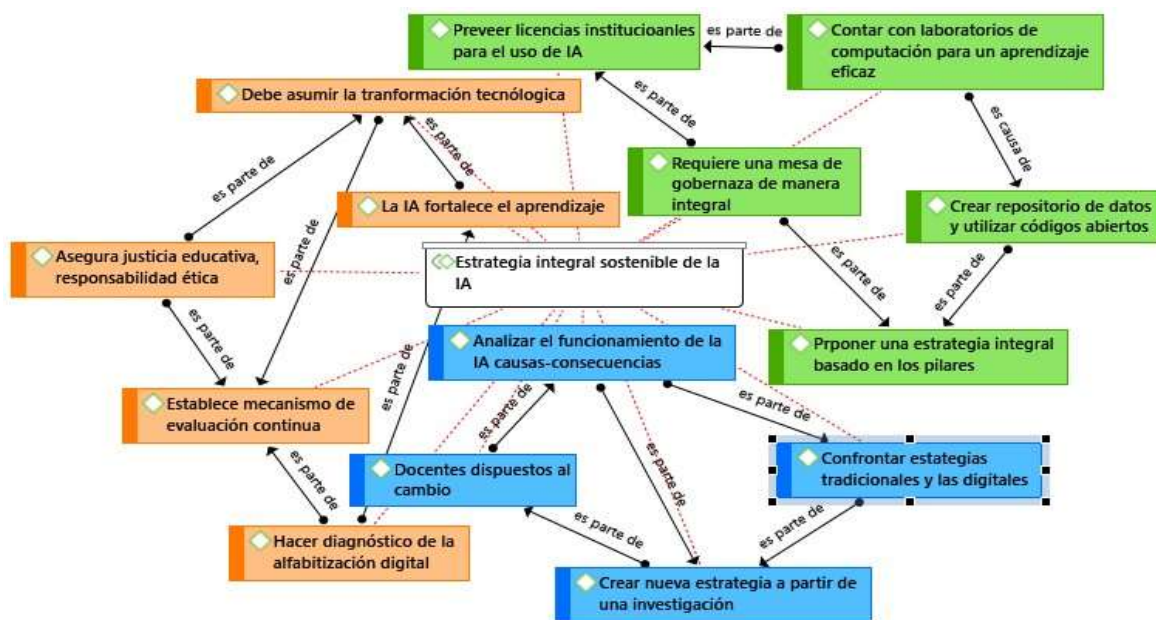 Preveer licencias institucioanles
para el uso de IA
es parte de
Contar con laboratorios de
computación para un aprendizaje
eficaz
Debe asumir la tranformación tecnólogica
es parte de
es parte de
es causa de
es parte de
Requiere una mesa de
gobernaza de manera
integral
La IA fortalece el aprendizaje
Crear repositorio de datos
y utilizar códigos abiertos
es parte de
Asegura justicia educativa,
responsabilidad ética
Estrategia integral sostenible de la
IA
es parte de
es parte de
es parte de
Analizar el funcionamiento de la
IA causas-consecuencias
Prponer una estrategia integral
basado en los pilares
es parte de
Establece mecanismo de
evaluación continua
es parte de
es parte de
es parte de
Docentes dispuestos al
cambio
Confrontar estategias
tradicionales y las digitales
es parte de
es parte de
es parte de
es parte de
Hacer diagnóstico de la
alfabitización digital
Crear nueva estrategia a partir de
una investigación